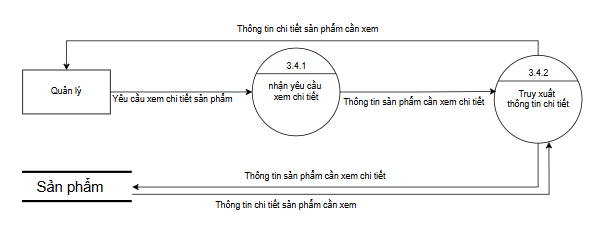 Thông tin chi tiết sản phẩm cần xem
3.4.1
3.4.2
Quản lý
nhận yêu cầu
xem chi tiết
Truy xuất
thông tin chi tiết
Yêu cầu xem chi tiết sản phẩm
Thông tin sản phẩm cần xem chi tiết
Thông tin sản phẩm cần xem chi tiết
Sản phẩm
Thông tin chi tiết sản phẩm cần xem